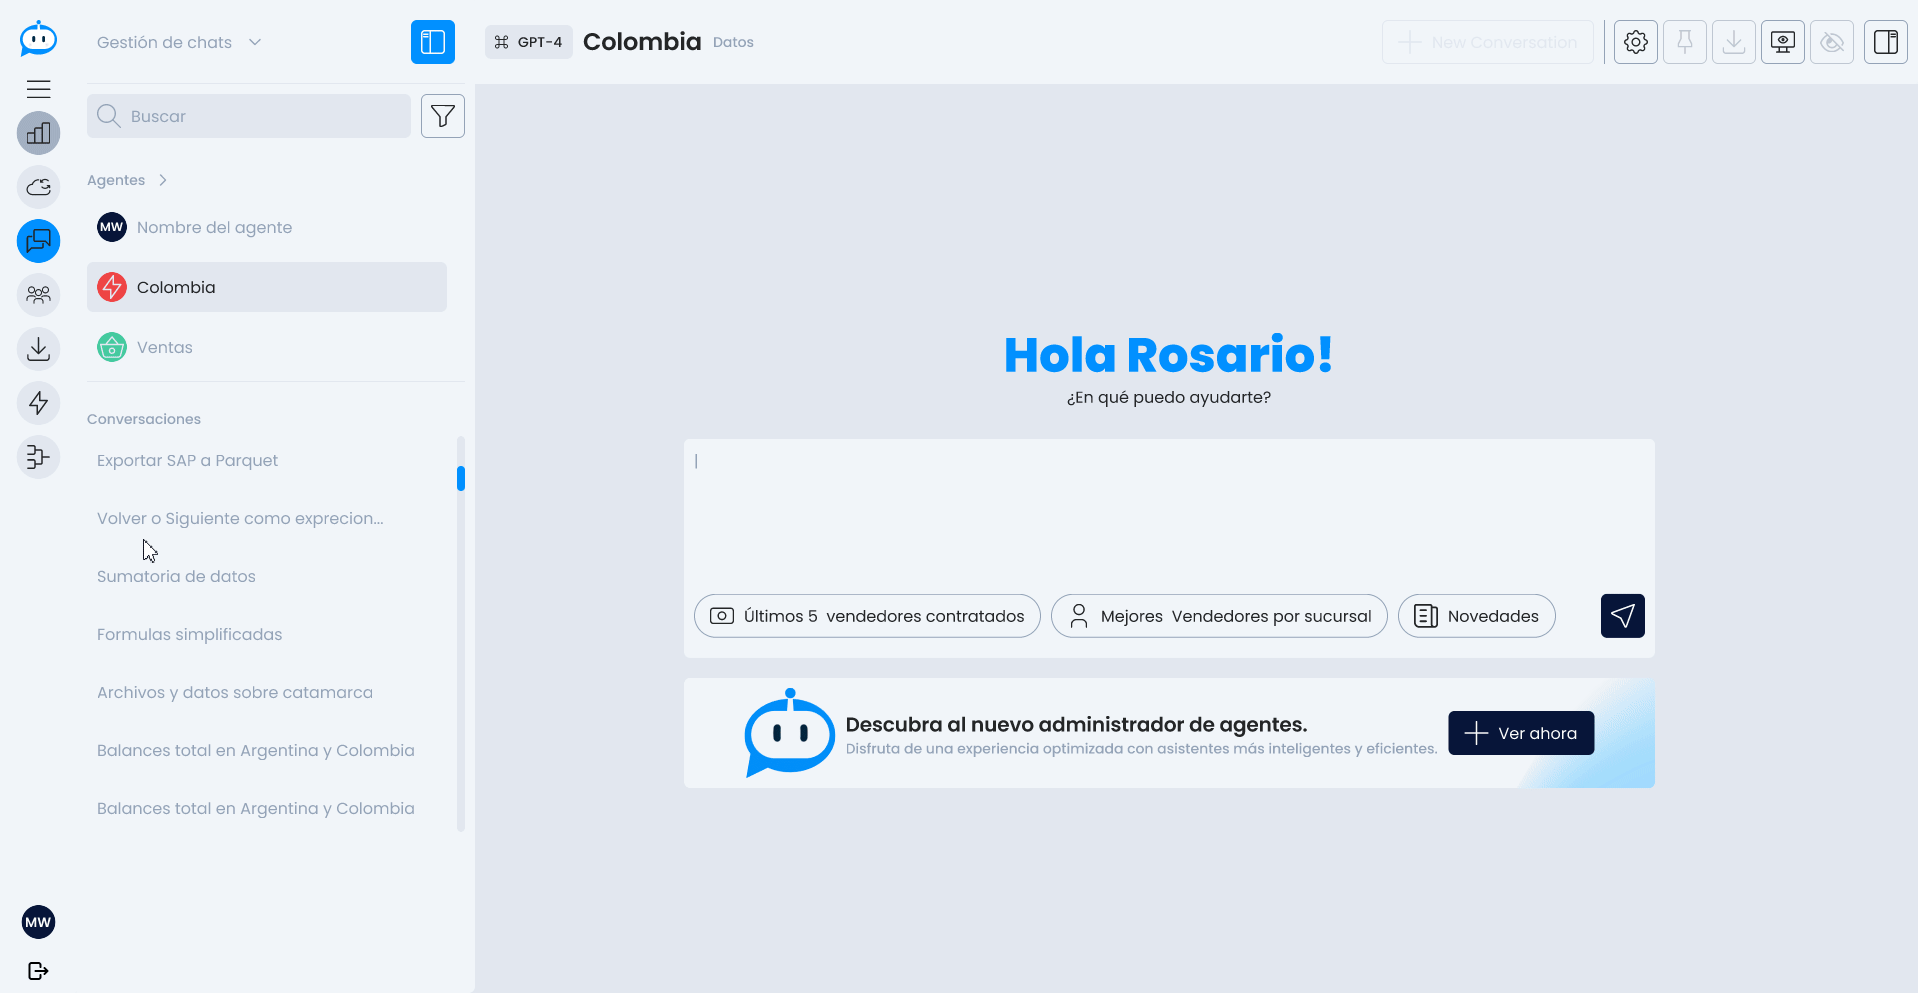 Gestión de chats
GPT-4
Colombia
Datos
New Conversation
Buscar
Agentes
MW
Nombre del agente
Colombia
Ventas
Conversaciones
Exportar SAP a Parquet
Volver o Siguiente como exprecion...
Sumatoria de datos
Formulas simplificadas
Archivos y datos sobre catamarca
Balances total en Argentina y Colombia
Balances total en Argentina y Colombia
MW
Hola Rosario!
¿En qué puedo ayudarte?
Últimos 5 vendedores contratados
Mejores Vendedores por sucursal
Novedades
Descubra al nuevo administrador de agentes.
Disfruta de una experiencia optimizada con asistentes más inteligentes y eficientes.
Ver ahora